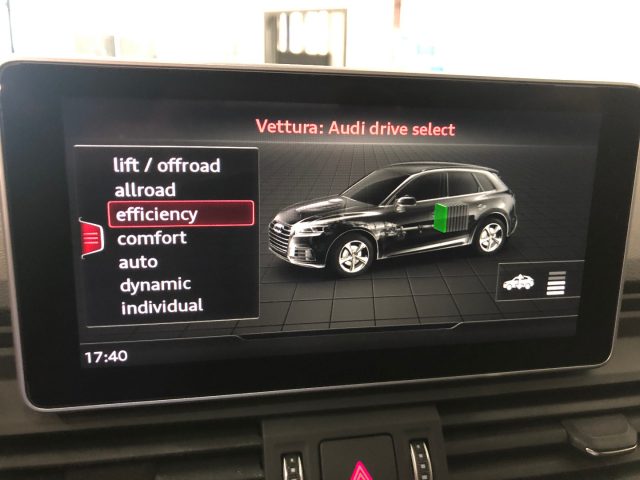 Vettura: Audi drive select
lift / offroad
allroad
efficiency
comfort
auto
dynamic
individual
17:40